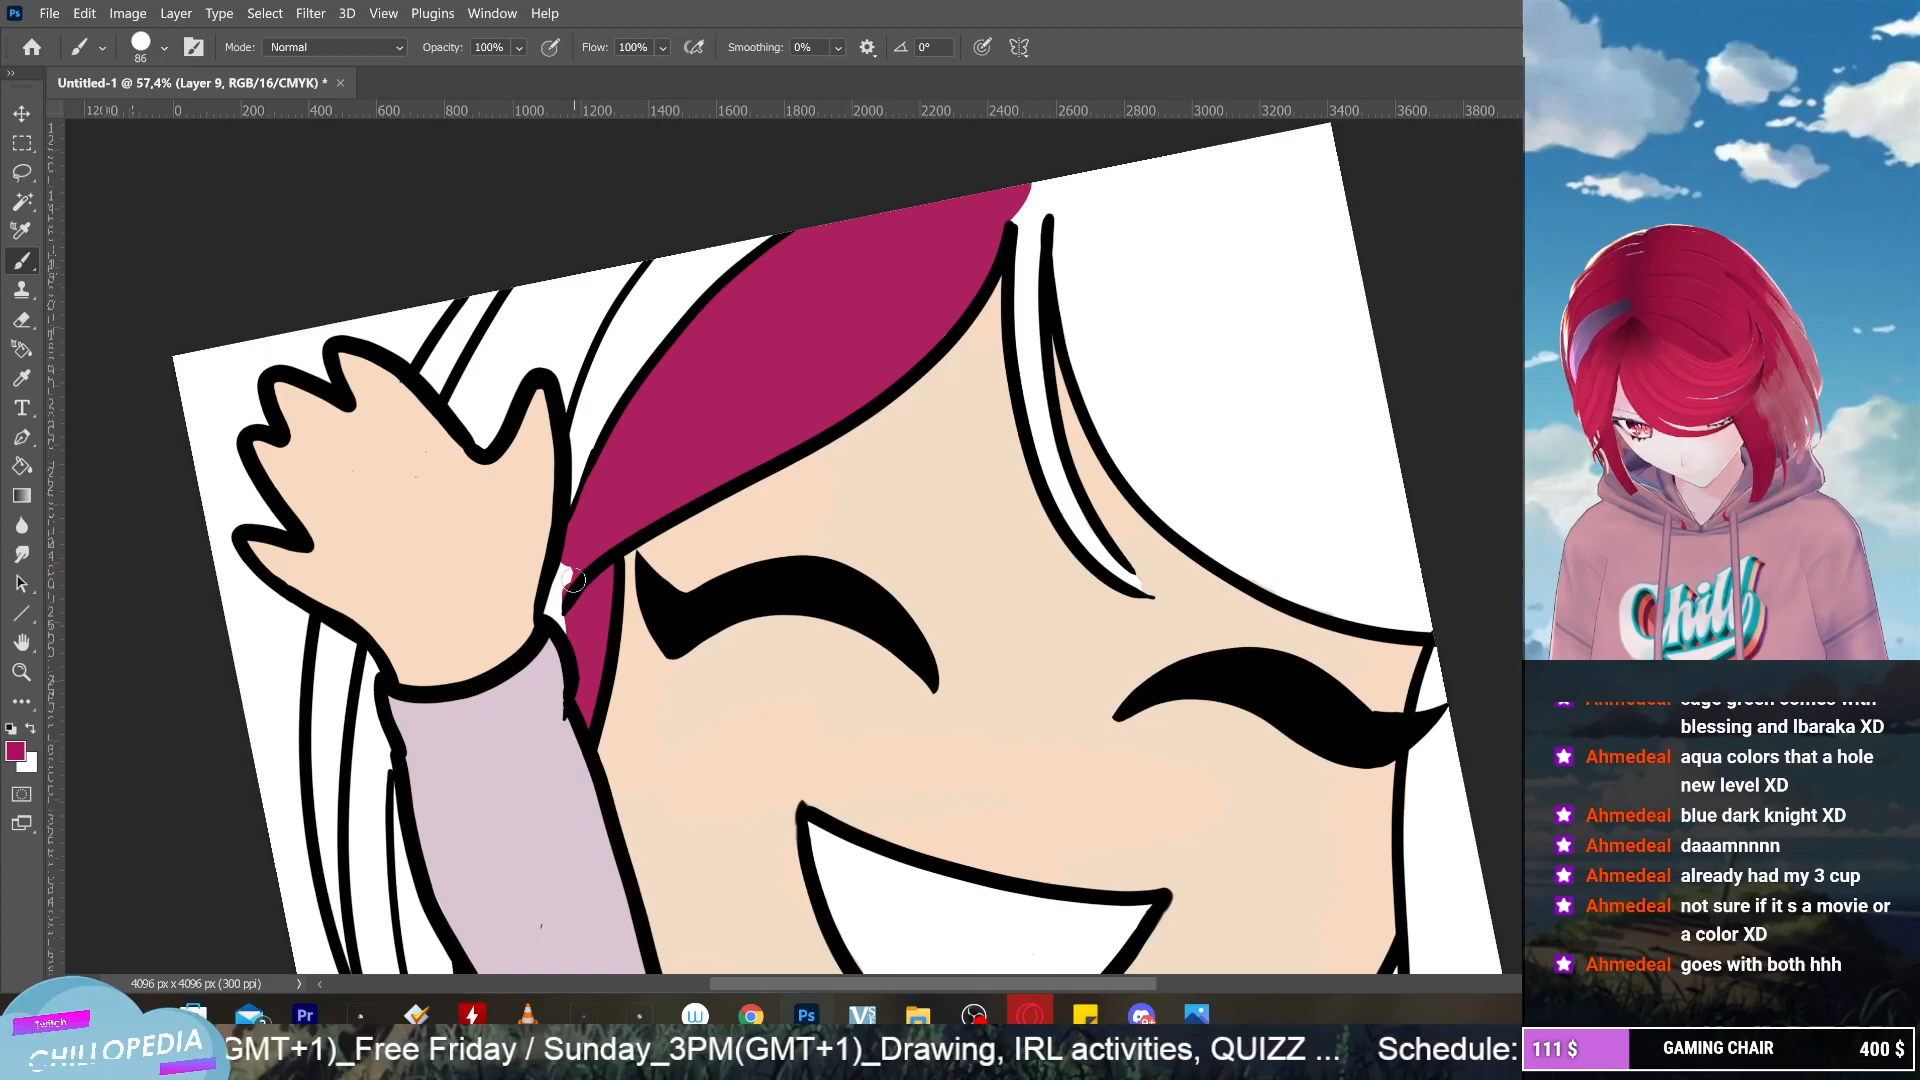 Ps File Edit Image Layer Type Select Filter 3D View Plugins Window Help
86 Mode: Normal Opacity: 100% Flow: 100% Smoothing: 0% 0°
Untitled-1 @ 57,4% (Layer 9, RGB/16/CMYK) *
0 200 400 600 800 1000 1200 1400 1600 1800 2000 2200 2400 2600 2800 3000 3200 3400 3600 3800
Chill
blessing and Ibaraka XD
Ahmedeal aqua colors that a hole
new level XD
Ahmedeal blue dark knight XD
Ahmedeal daaamnnnn
Ahmedeal already had my 3 cup
Ahmedeal not sure if it s a movie or
a color XD
Ahmedeal goes with both hhh
4096 px x 4096 px (300 ppi)
Pr Ps
Twitch
CHILLOPEDIA
GMT+1)_Free Friday / Sunday_3PM(GMT+1)_Drawing, IRL activities, QUIZZ ... Schedule:
111 $ GAMING CHAIR 400 $